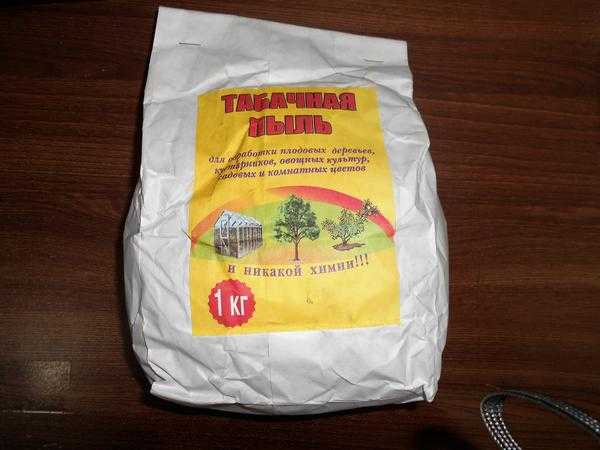 ТАБАЧНАЯ
ПЫЛЬ
для обработки плодовых деревьев,
кустарников, овощных культур,
садовых и комнатных цветов
и никакой химии!!!
1 кг